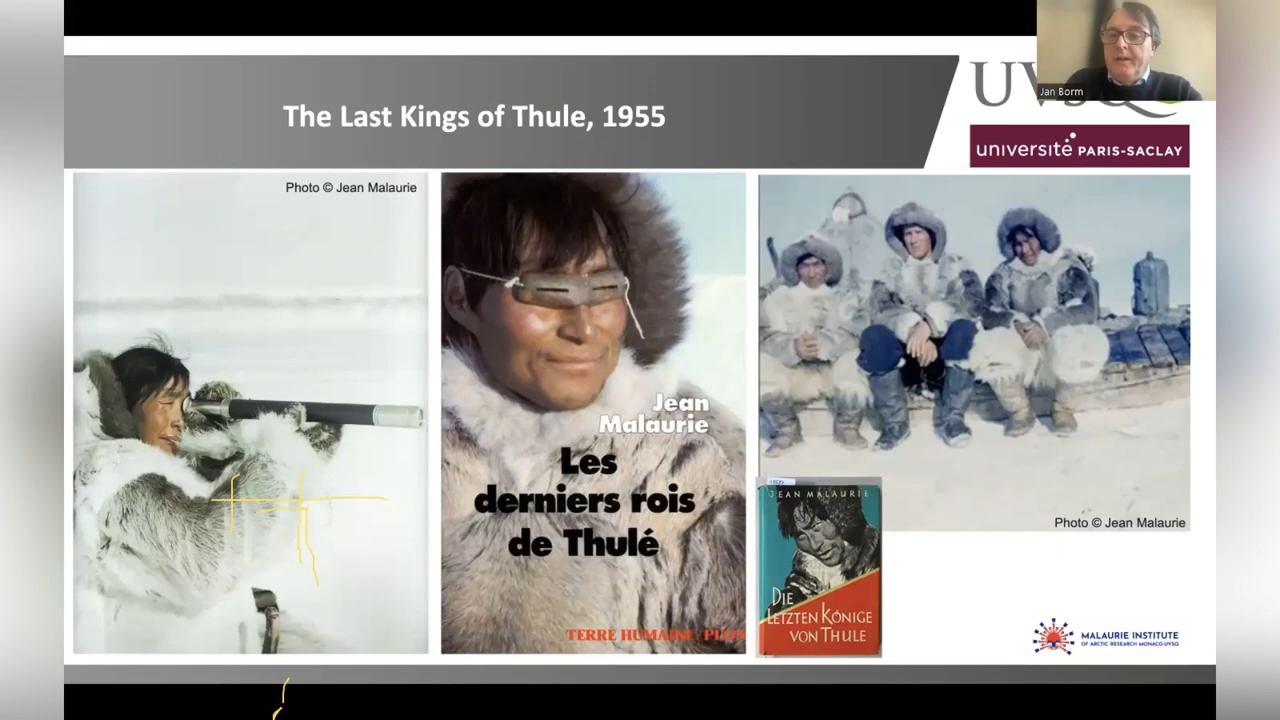 The Last Kings of Thule, 1955
Jan Borm
UVSQ
université PARIS-SACLAY
Photo © Jean Malaurie
Jean
Malaurie
Les
derniers rois
de Thulé
TERRE HUMAINE / PLON
Photo © Jean Malaurie
JEAN MALAURIE
DIE
LETZTEN KÖNIGE
VON THULE
MALAURIE INSTITUTE
OF ARCTIC RESEARCH MONACO-UVSQ